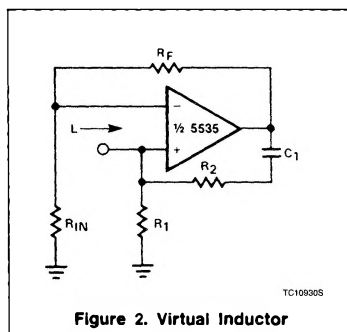 RF
L
−
½ 5535
+
C1
R2
RIN
R1
TC10930S
Figure 2. Virtual Inductor